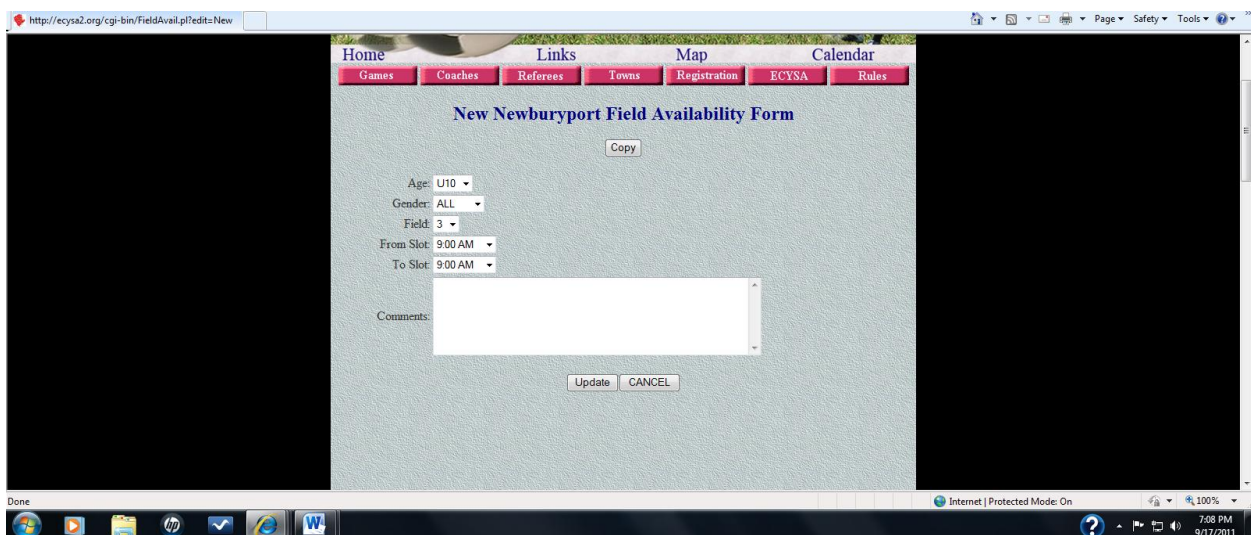 http://ecysa2.org/cgi-bin/FieldAvail.pl?edit=New Page Safety Tools
Home Links Map Calendar
Games Coaches Referees Towns Registration ECYSA Rules
New Newburyport Field Availability Form
Copy
Age: U10
Gender: ALL
Field: 3
From Slot: 9:00 AM
To Slot: 9:00 AM
Comments:
Update CANCEL
Done Internet | Protected Mode: On 100%
hp W 7:08 PM
9/17/2011